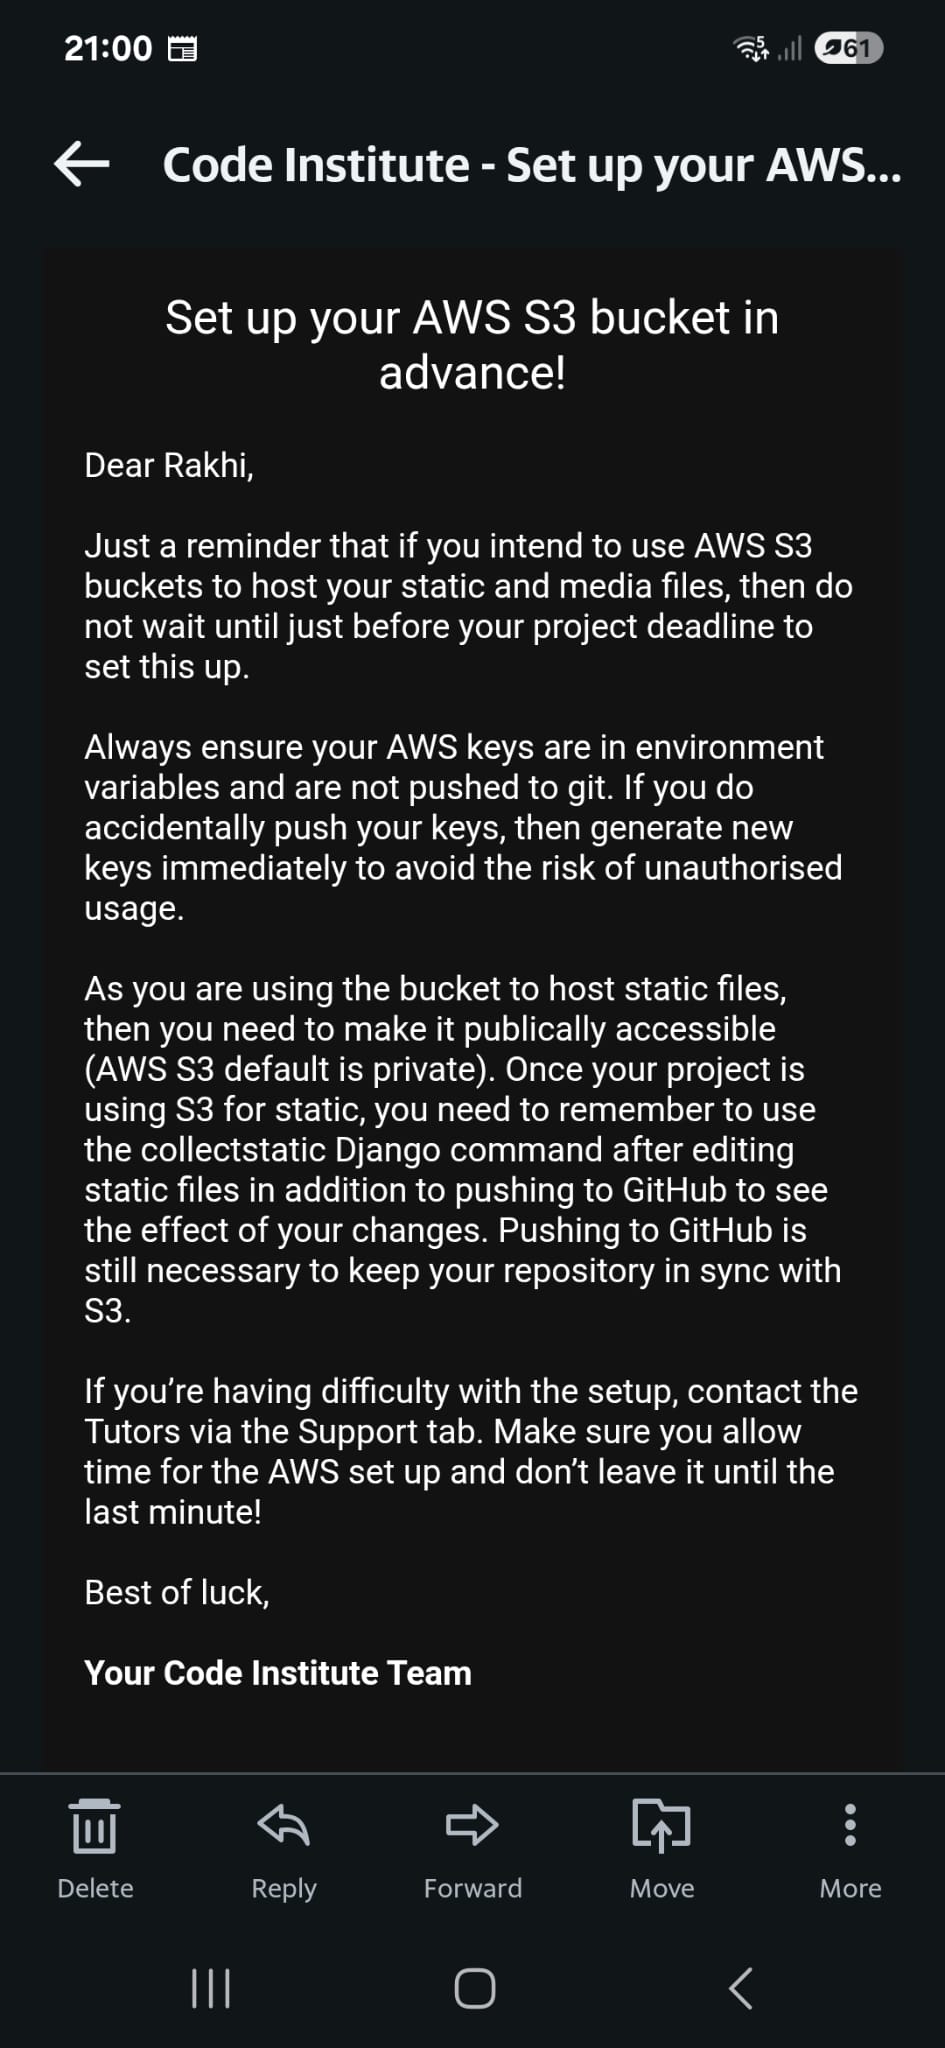 21:00
5
61
Code Institute - Set up your AWS...
Set up your AWS S3 bucket in
advance!
Dear Rakhi,
Just a reminder that if you intend to use AWS S3
buckets to host your static and media files, then do
not wait until just before your project deadline to
set this up.
Always ensure your AWS keys are in environment
variables and are not pushed to git. If you do
accidentally push your keys, then generate new
keys immediately to avoid the risk of unauthorised
usage.
As you are using the bucket to host static files,
then you need to make it publically accessible
(AWS S3 default is private). Once your project is
using S3 for static, you need to remember to use
the collectstatic Django command after editing
static files in addition to pushing to GitHub to see
the effect of your changes. Pushing to GitHub is
still necessary to keep your repository in sync with
S3.
If you’re having difficulty with the setup, contact the
Tutors via the Support tab. Make sure you allow
time for the AWS set up and don’t leave it until the
last minute!
Best of luck,
Your Code Institute Team
Delete
Reply
Forward
Move
More